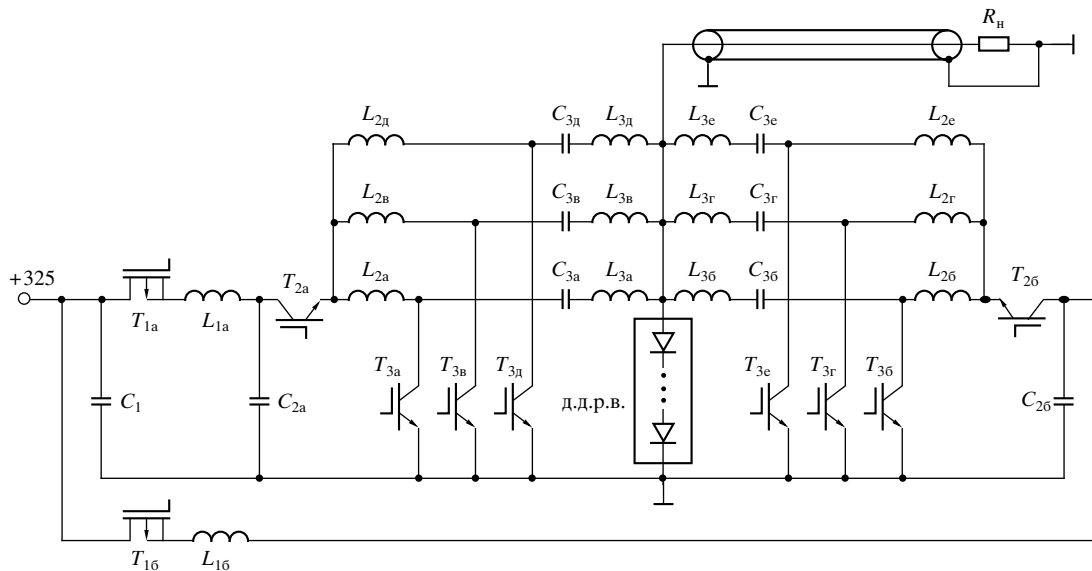 Rн
L2д C3д L3д L3е C3е L2е
L2в C3в L3в L3г C3г L2г
+325 T1а L1а T2а L2а C3а L3а L3б C3б L2б T2б
C1 C2а T3а T3в T3д д.д.р.в. T3е T3г T3б C2б
T1б L1б